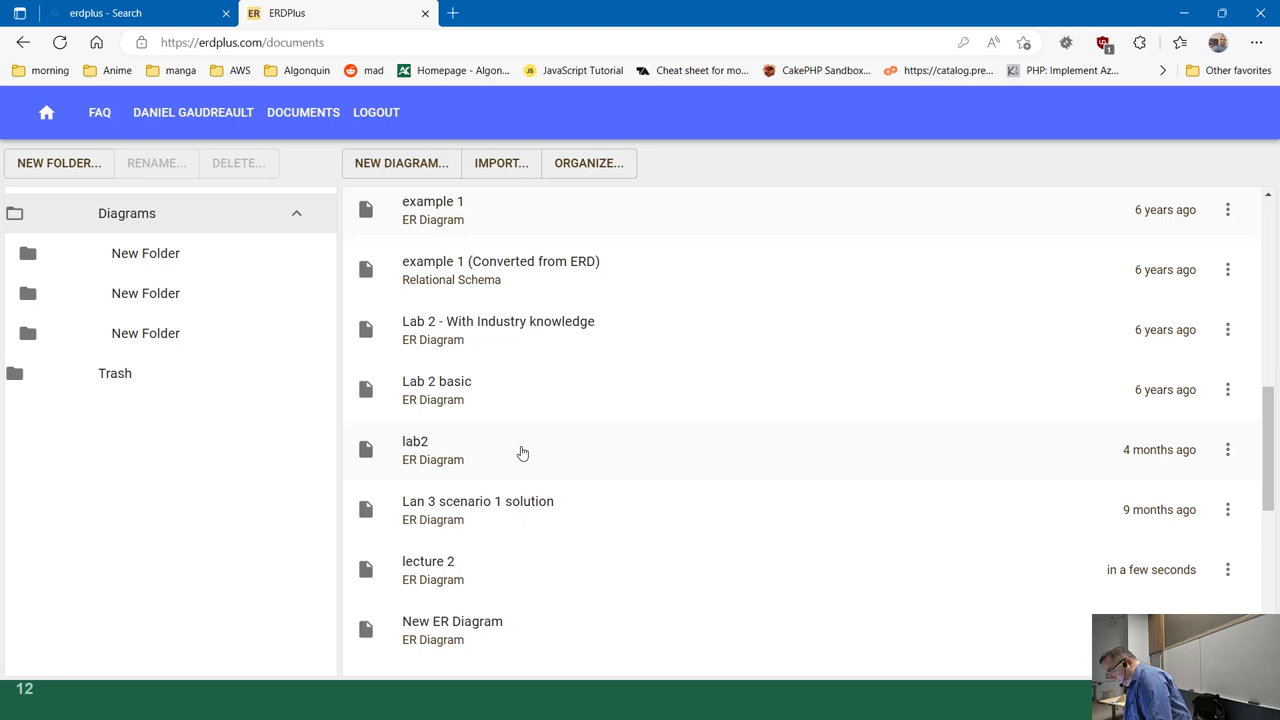 erdplus - Search
ER ERDPlus
https://erdplus.com/documents
1
morning Anime manga AWS Algonquin mad Homepage - Algon... JavaScript Tutorial Cheat sheet for mo... CakePHP Sandbox... https://catalog.pre... PHP: Implement Az... Other favorites
FAQ DANIEL GAUDREAULT DOCUMENTS LOGOUT
NEW FOLDER... RENAME... DELETE... NEW DIAGRAM... IMPORT... ORGANIZE...
Diagrams
New Folder
New Folder
New Folder
Trash
example 1
ER Diagram
6 years ago
example 1 (Converted from ERD)
Relational Schema
6 years ago
Lab 2 - With Industry knowledge
ER Diagram
6 years ago
Lab 2 basic
ER Diagram
6 years ago
lab2
ER Diagram
4 months ago
Lan 3 scenario 1 solution
ER Diagram
9 months ago
lecture 2
ER Diagram
in a few seconds
New ER Diagram
ER Diagram
12